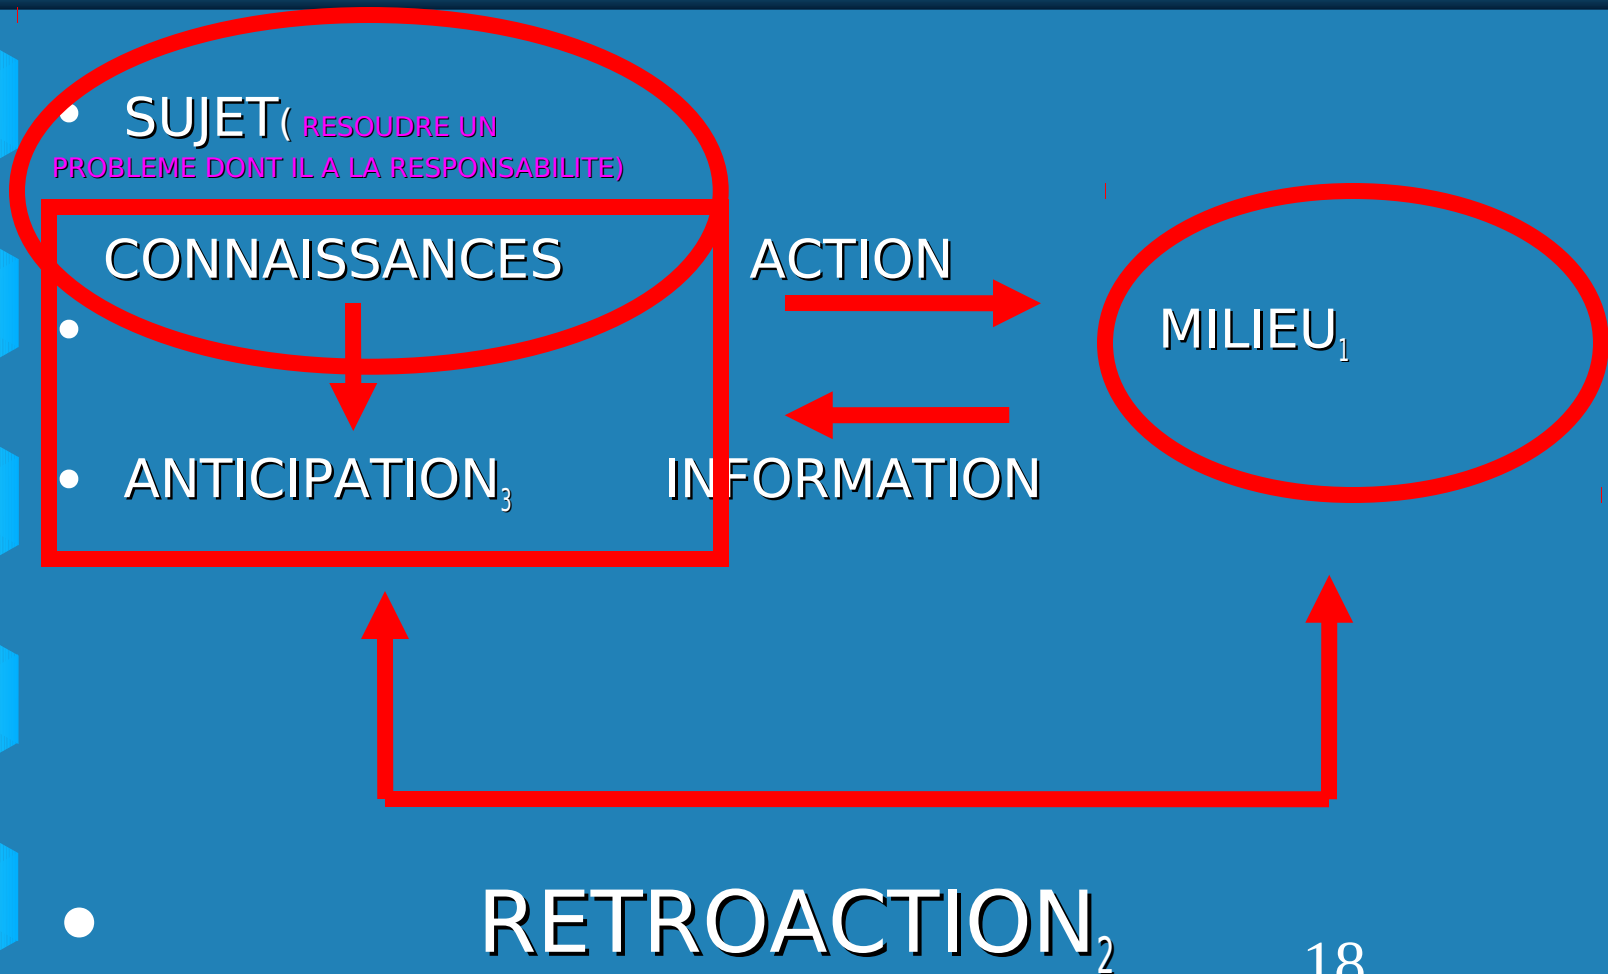 SUJET( RESOUDRE UN
PROBLEME DONT IL A LA RESPONSABILITE)
CONNAISSANCES ACTION
MILIEU1
ANTICIPATION3 INFORMATION
RETROACTION2
18